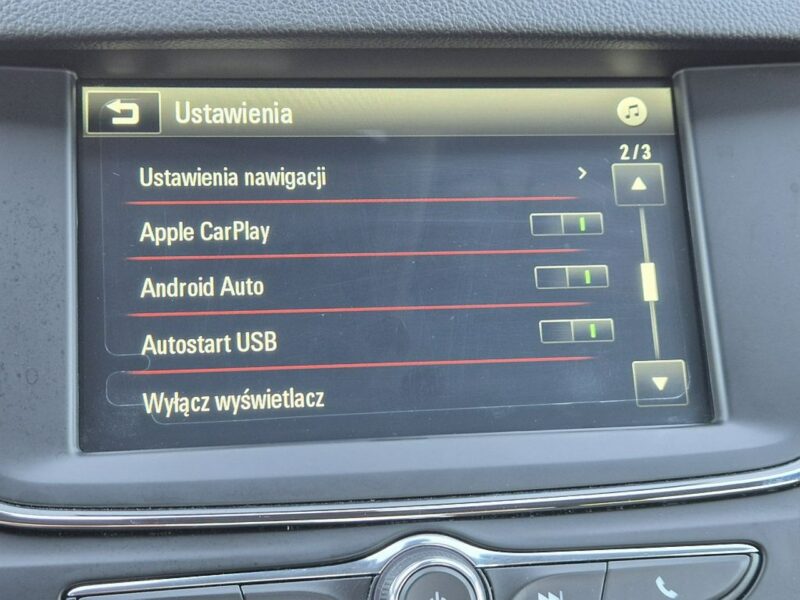 Ustawienia
2/3
Ustawienia nawigacji
Apple CarPlay
Android Auto
Autostart USB
Wyłącz wyświetlacz